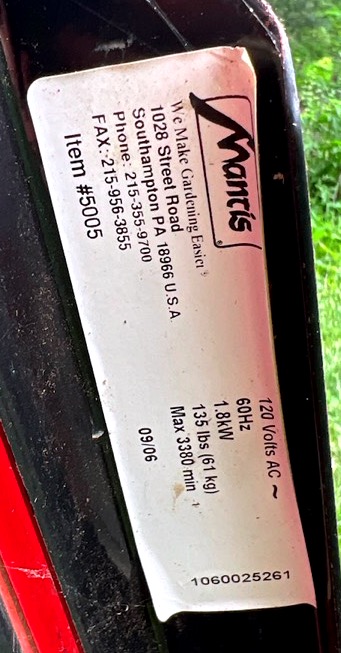 Mantis®
We Make Gardening Easier®
1028 Street Road
Southampton PA 18966 U.S.A.
Phone: 215-355-9700
FAX: 215-956-3855
Item #5005
120 Volts AC ~
60Hz
1.8kW
135 lbs (61 kg)
Max 3380 min⁻¹
09/06
1060025261